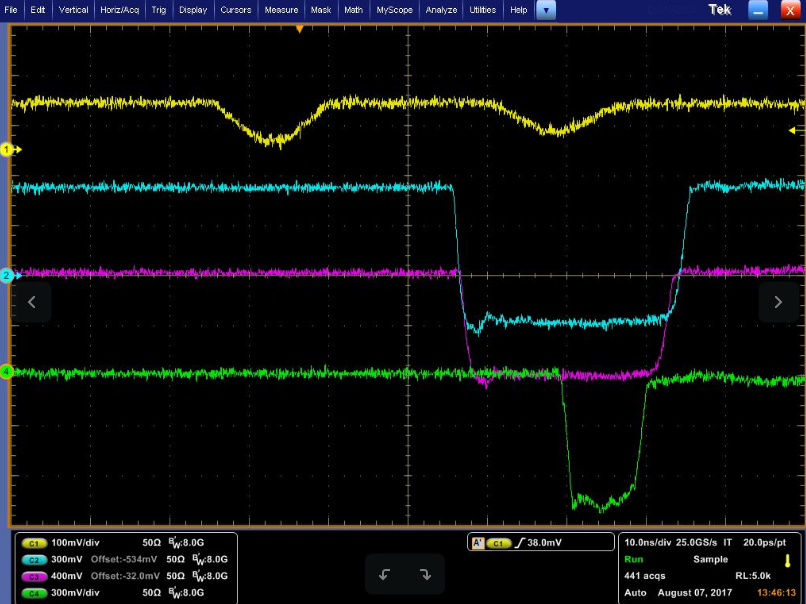 File Edit Vertical Horiz/Acq Trig Display Cursors Measure Mask Math MyScope Analyze Utilities Help Tek X
1
2
4
C1 100mV/div 50Ω BW:8.0G
C2 300mV Offset:-534mV 50Ω BW:8.0G
C3 400mV Offset:-32.0mV 50Ω BW:8.0G
C4 300mV/div 50Ω BW:8.0G
A' C1 38.0mV
10.0ns/div 25.0GS/s IT 20.0ps/pt
Run Sample
441 acqs RL:5.0k
Auto August 07, 2017 13:46:13